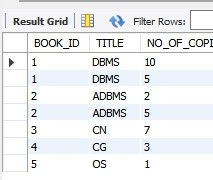 Result Grid Filter Rows:
BOOK_ID TITLE NO_OF_COPI
1 DBMS 10
1 DBMS 5
2 ADBMS 2
2 ADBMS 5
3 CN 7
4 CG 3
5 OS 1